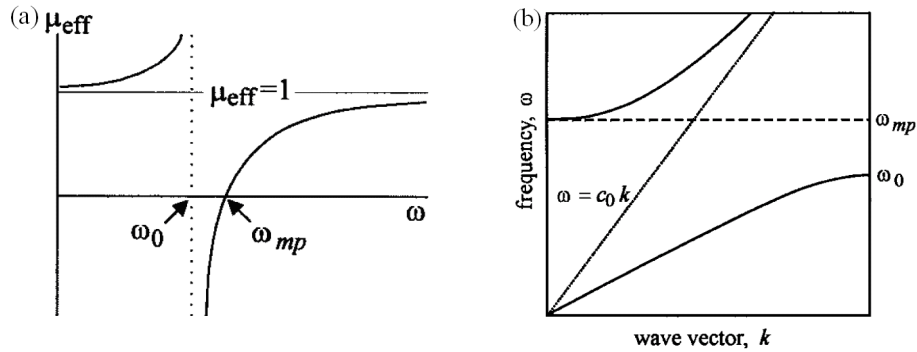 (a)
μeff
μeff=1
ω0
ωmp
ω
(b)
frequency, ω
ωmp
ω0
ω = c0 k
wave vector, k